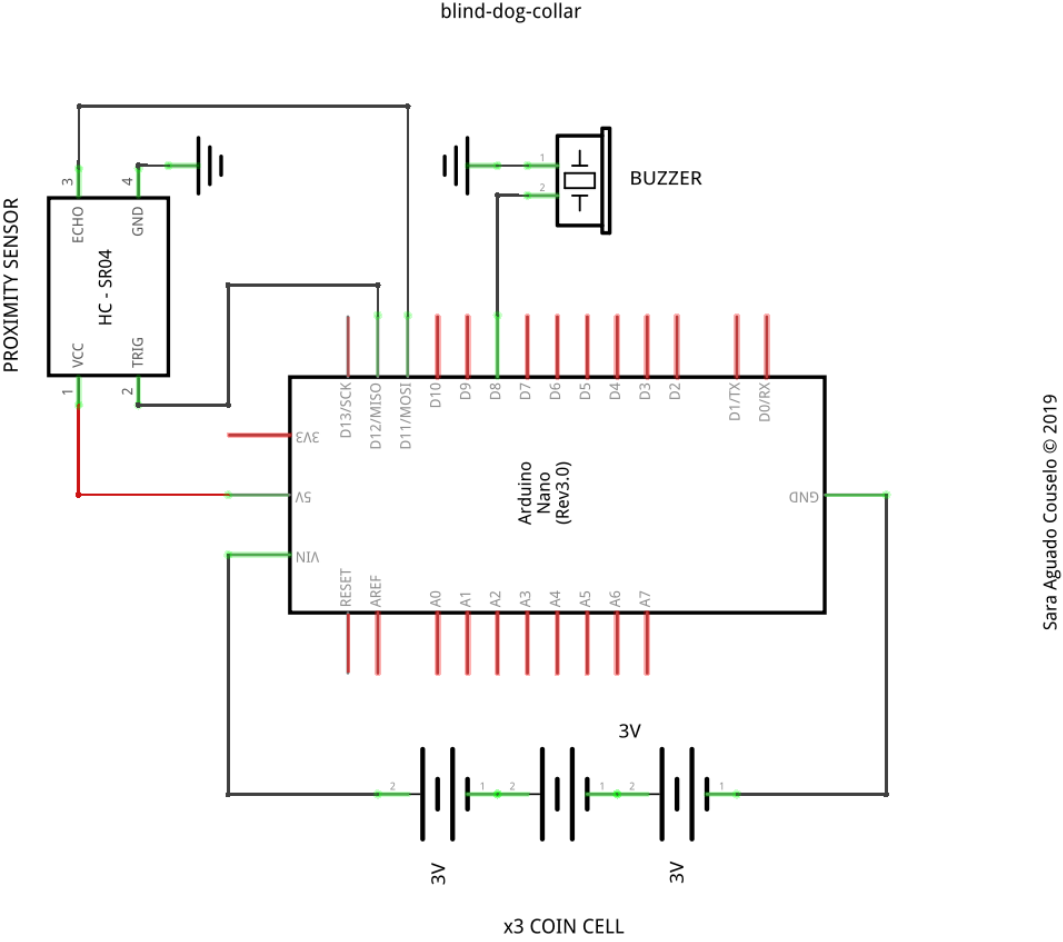 blind-dog-collar
PROXIMITY SENSOR
3
4
ECHO
GND
HC - SR04
VCC
TRIG
1
2
1
2
BUZZER
D13/SCK
D12/MISO
D11/MOSI
D10
D9
D8
D7
D6
D5
D4
D3
D2
D1/TX
D0/RX
3V3
5V
VIN
Arduino
Nano
(Rev3.0)
GND
RESET
AREF
A0
A1
A2
A3
A4
A5
A6
A7
Sara Aguado Couselo © 2019
3V
2
1
2
1
2
1
3V
3V
x3 COIN CELL